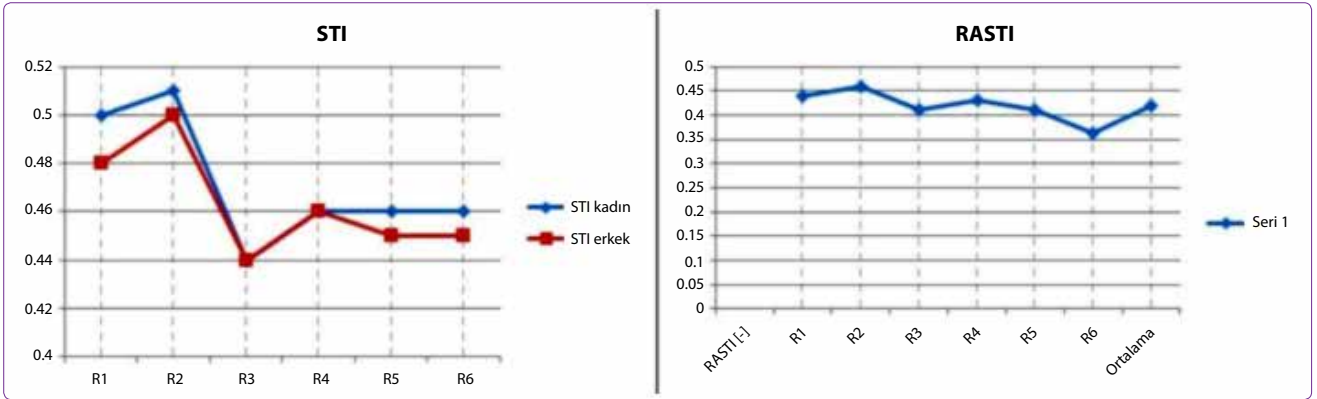 STI
0.52
0.5
0.48
0.46
0.44
0.42
0.4
R1 R2 R3 R4 R5 R6
STI kadın
STI erkek
RASTI
0.5
0.45
0.4
0.35
0.3
0.25
0.2
0.15
0.1
0.05
0
RASTI [-] R1 R2 R3 R4 R5 R6 Ortalama
Seri 1